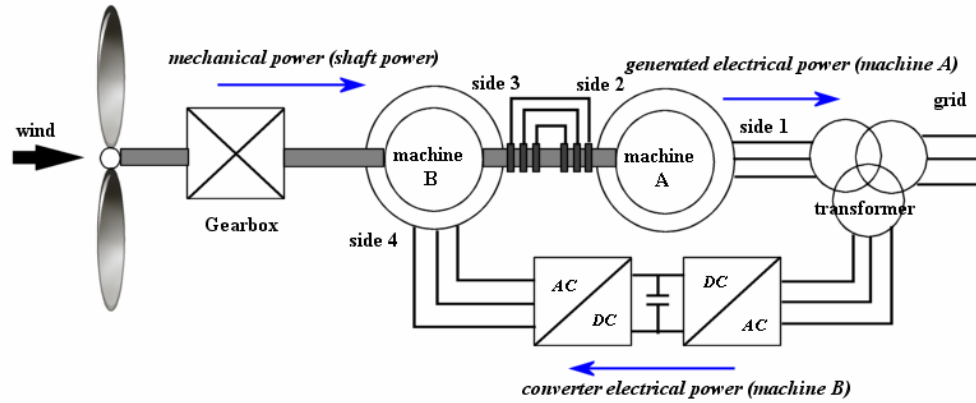 mechanical power (shaft power)
generated electrical power (machine A)
side 3
side 2
grid
wind
side 1
machine
B
machine
A
Gearbox
transformer
side 4
AC
DC
DC
AC
converter electrical power (machine B)